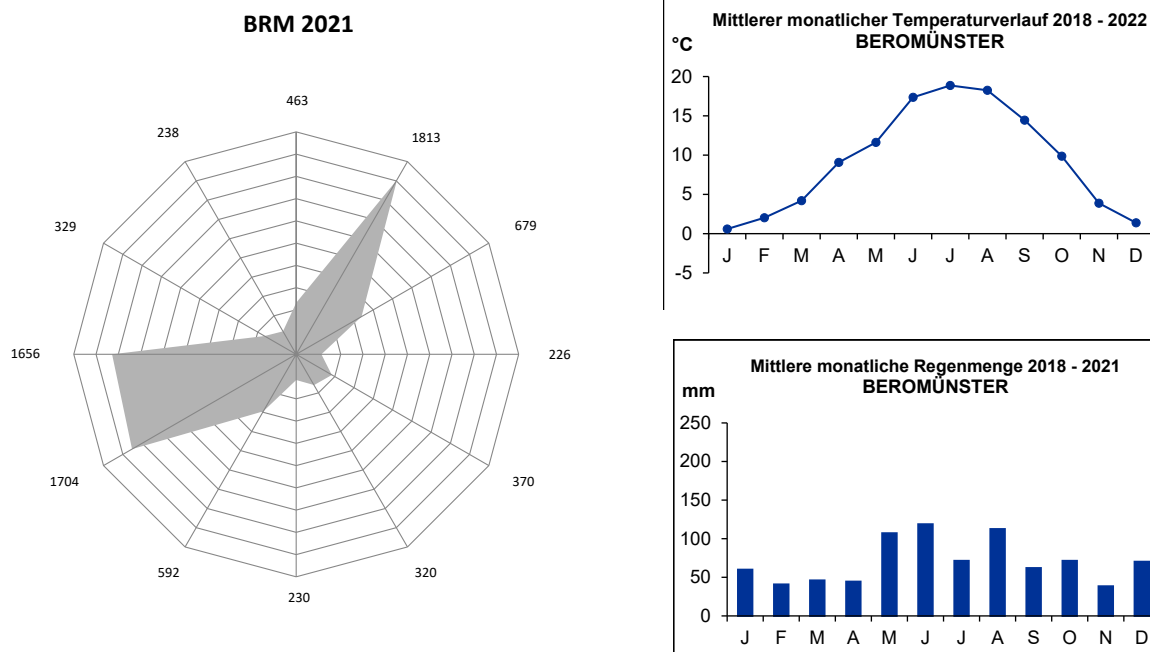 BRM 2021
463
1813
679
226
370
320
230
592
1704
1656
329
238
Mittlerer monatlicher Temperaturverlauf 2018 - 2022
BEROMÜNSTER
°C
20
15
10
5
0
-5
J F M A M J J A S O N D
Mittlere monatliche Regenmenge 2018 - 2021
BEROMÜNSTER
mm
250
200
150
100
50
0
J F M A M J J A S O N D